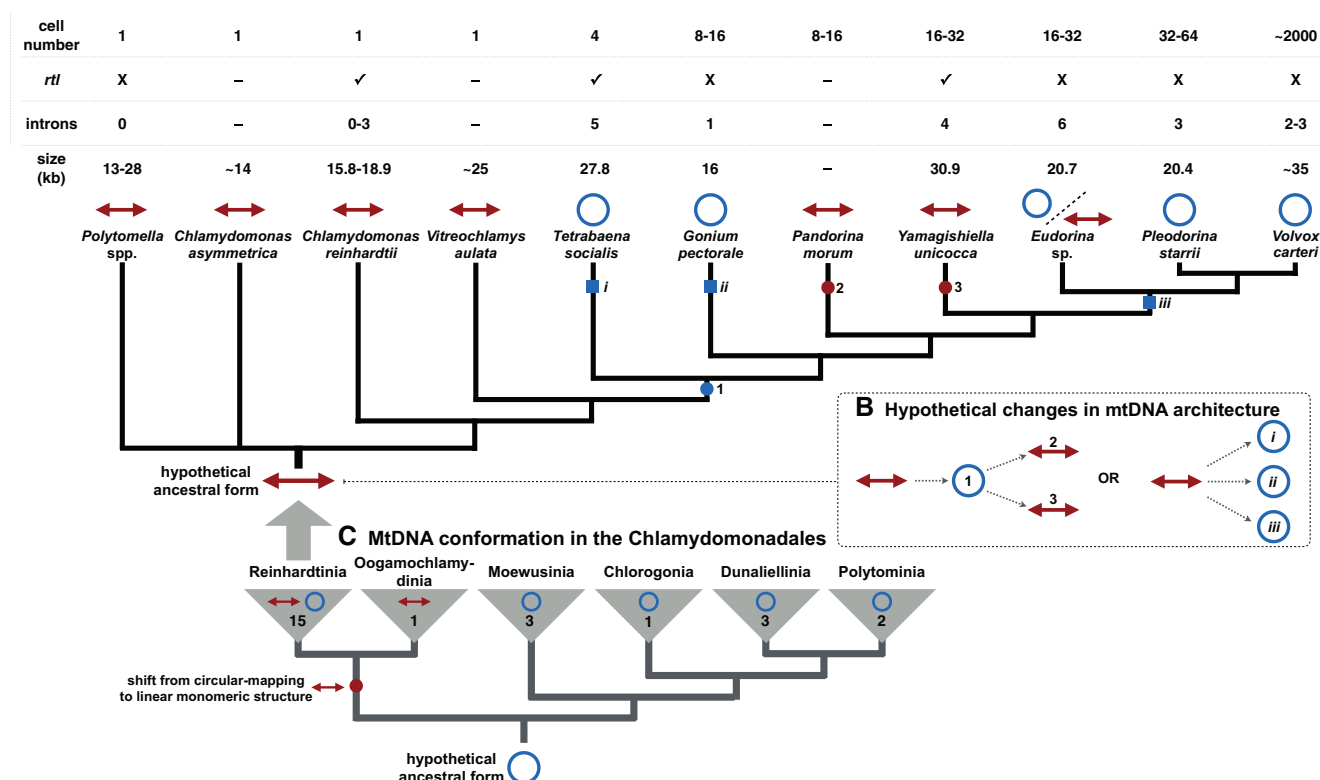 cell number 1 1 1 1 4 8-16 8-16 16-32 16-32 32-64 ~2000
rtl X – ✓ – ✓ X – ✓ X X X
introns 0 – 0-3 – 5 1 – 4 6 3 2-3
size (kb) 13-28 ~14 15.8-18.9 ~25 27.8 16 – 30.9 20.7 20.4 ~35
Polytomella Chlamydomonas Chlamydomonas Vitreochlamys Tetrabaena Gonium Pandorina Yamagishiella Eudorina Pleodorina Volvox
spp. asymmetrica reinhardtii aulata socialis pectorale morum unicocca sp. starrii carteri
i ii 2 3
iii
1
hypothetical
ancestral form
B Hypothetical changes in mtDNA architecture
1
2
3
OR
i
ii
iii
C MtDNA conformation in the Chlamydomonadales
Reinhardtinia Oogamochlamy-
dinia Moewusinia Chlorogonia Dunaliellinia Polytominia
15 1 3 1 3 2
shift from circular-mapping
to linear monomeric structure
hypothetical
ancestral form